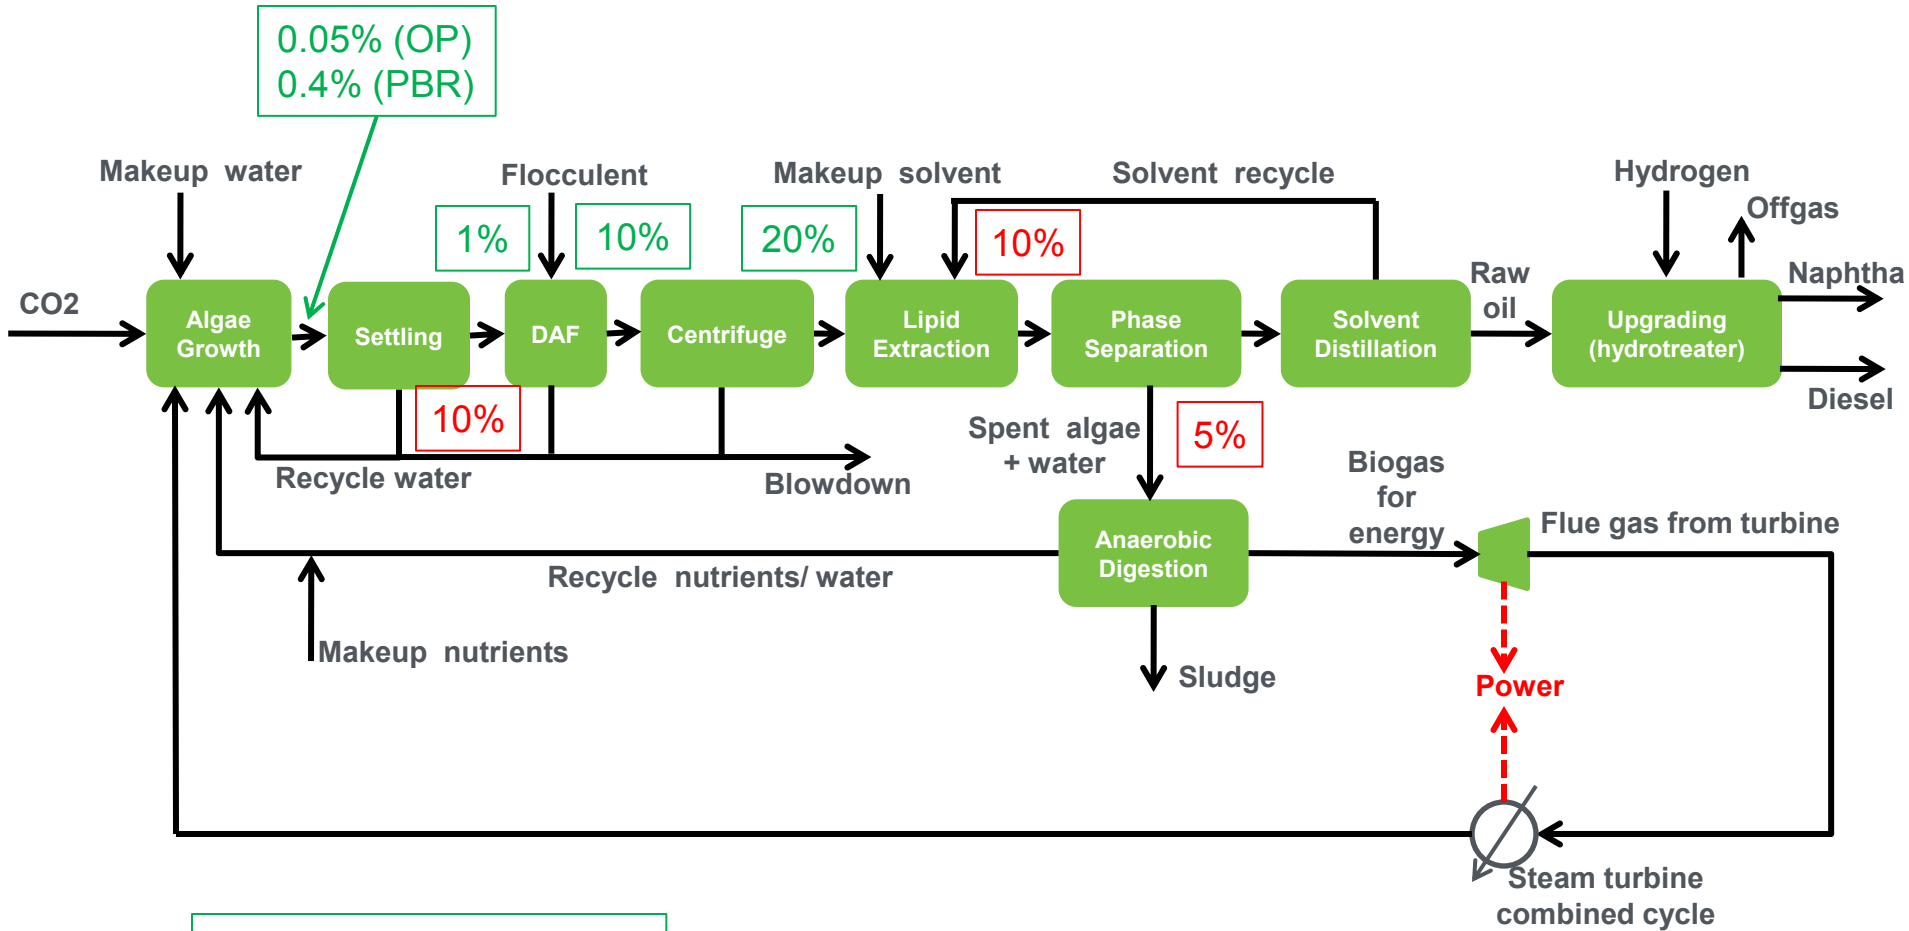 0.05% (OP)
0.4% (PBR)
Makeup water
Flocculent
Makeup solvent
Solvent recycle
Hydrogen
Offgas
1%
10%
20%
10%
CO2
Algae
Growth
Settling
DAF
Centrifuge
Lipid
Extraction
Phase
Separation
Solvent
Distillation
Raw
oil
Upgrading
(hydrotreater)
Naphtha
Diesel
10%
Recycle water
Blowdown
Spent algae
+ water
5%
Biogas
for
energy
Anaerobic
Digestion
Flue gas from turbine
Recycle nutrients/ water
Makeup nutrients
Sludge
Power
Steam turbine
combined cycle